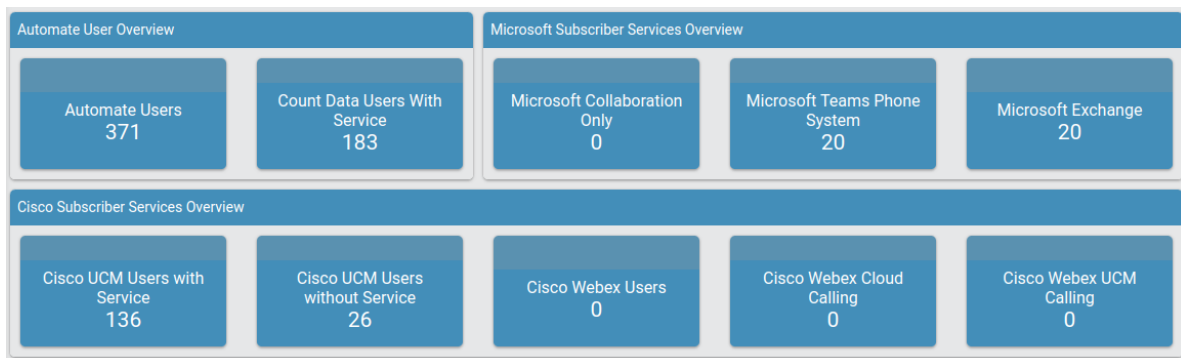 Automate User Overview
Automate Users
371
Count Data Users With
Service
183
Microsoft Subscriber Services Overview
Microsoft Collaboration
Only
0
Microsoft Teams Phone
System
20
Microsoft Exchange
20
Cisco Subscriber Services Overview
Cisco UCM Users with
Service
136
Cisco UCM Users
without Service
26
Cisco Webex Users
0
Cisco Webex Cloud
Calling
0
Cisco Webex UCM
Calling
0